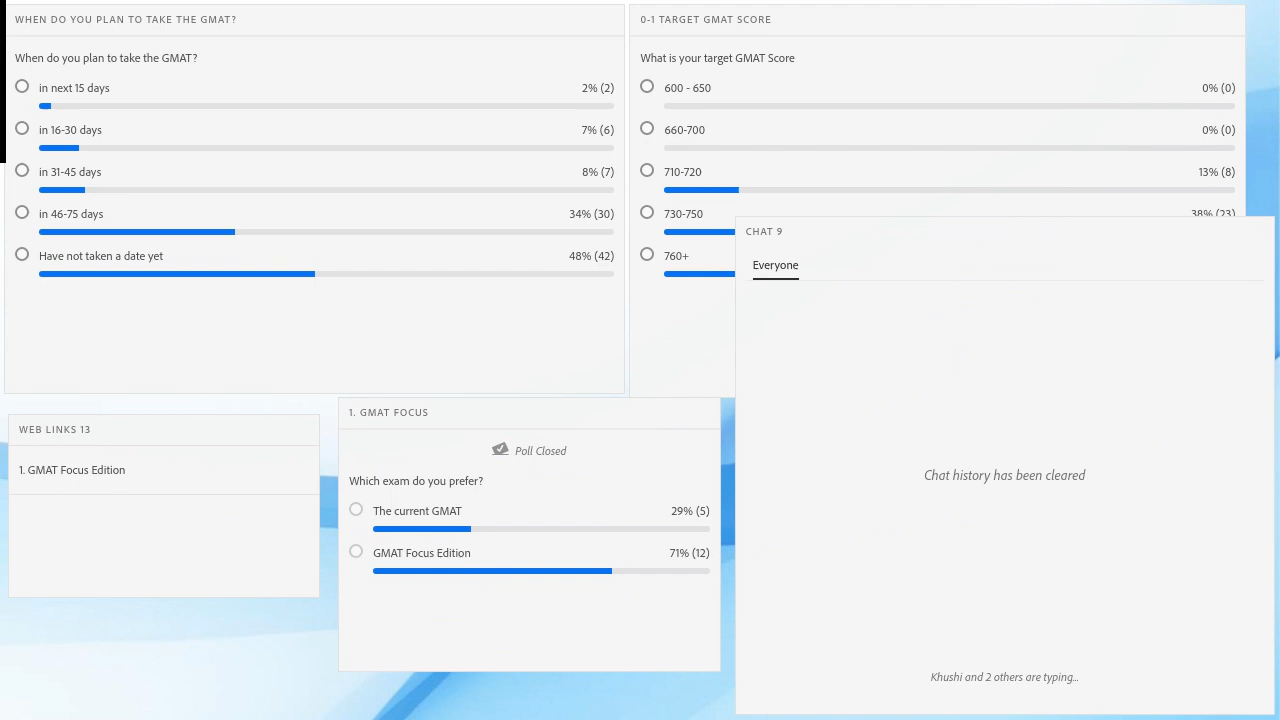 WHEN DO YOU PLAN TO TAKE THE GMAT?
When do you plan to take the GMAT?
in next 15 days 2% (2)
in 16-30 days 7% (6)
in 31-45 days 8% (7)
in 46-75 days 34% (30)
Have not taken a date yet 48% (42)
0-1 TARGET GMAT SCORE
What is your target GMAT Score
600 - 650 0% (0)
660-700 0% (0)
710-720 13% (8)
730-750 38% (23)
760+
CHAT 9
Everyone
Chat history has been cleared
Khushi and 2 others are typing...
WEB LINKS 13
1. GMAT Focus Edition
1. GMAT FOCUS
Poll Closed
Which exam do you prefer?
The current GMAT 29% (5)
GMAT Focus Edition 71% (12)